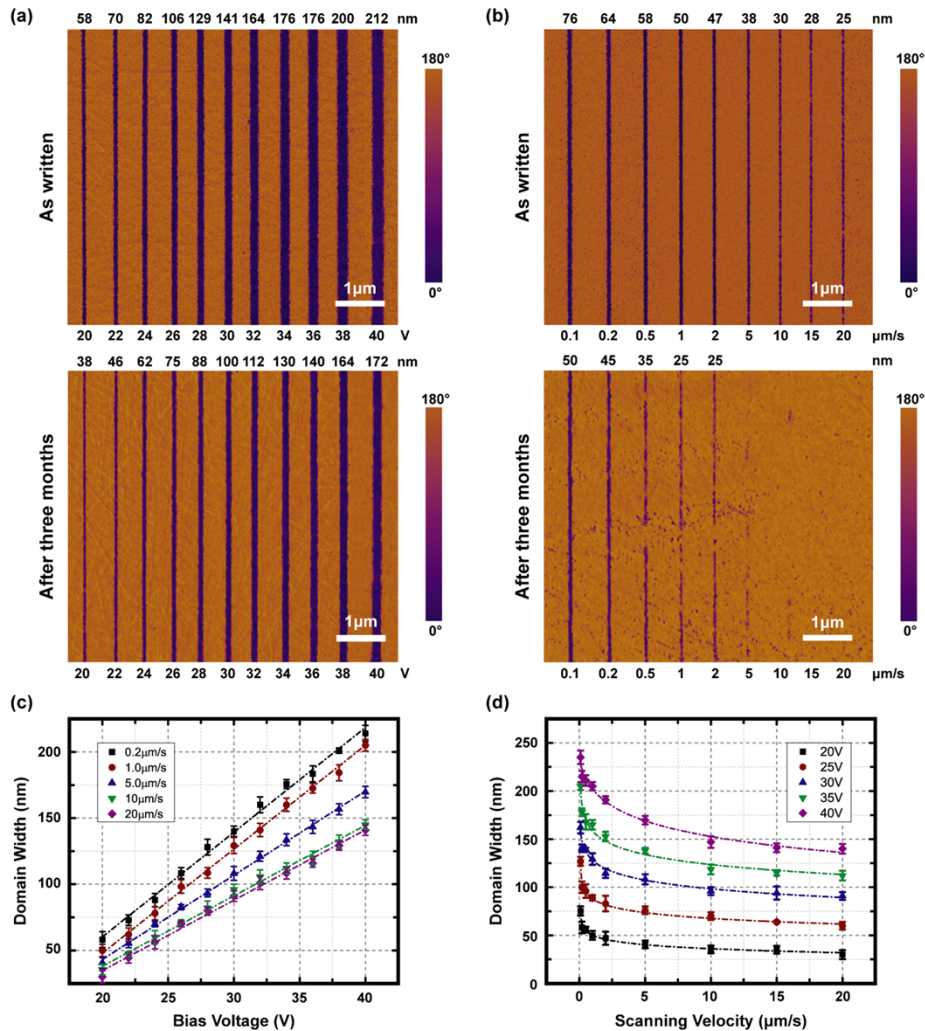 (a)
58 70 82 106 129 141 164 176 176 200 212 nm
As written
180°
0°
1μm
20 22 24 26 28 30 32 34 36 38 40 V
38 46 62 75 88 100 112 130 140 164 172 nm
After three months
180°
0°
1μm
20 22 24 26 28 30 32 34 36 38 40 V
(b)
76 64 58 50 47 38 30 28 25 nm
As written
180°
0°
1μm
0.1 0.2 0.5 1 2 5 10 15 20 μm/s
50 45 35 25 25 nm
After three months
180°
0°
1μm
0.1 0.2 0.5 1 2 5 10 15 20 μm/s
(c)
Domain Width (nm)
200
150
100
50
0.2μm/s
1.0μm/s
5.0μm/s
10μm/s
20μm/s
20 25 30 35 40
Bias Voltage (V)
(d)
Domain Width (nm)
250
200
150
100
50
0
20V
25V
30V
35V
40V
0 5 10 15 20
Scanning Velocity (μm/s)